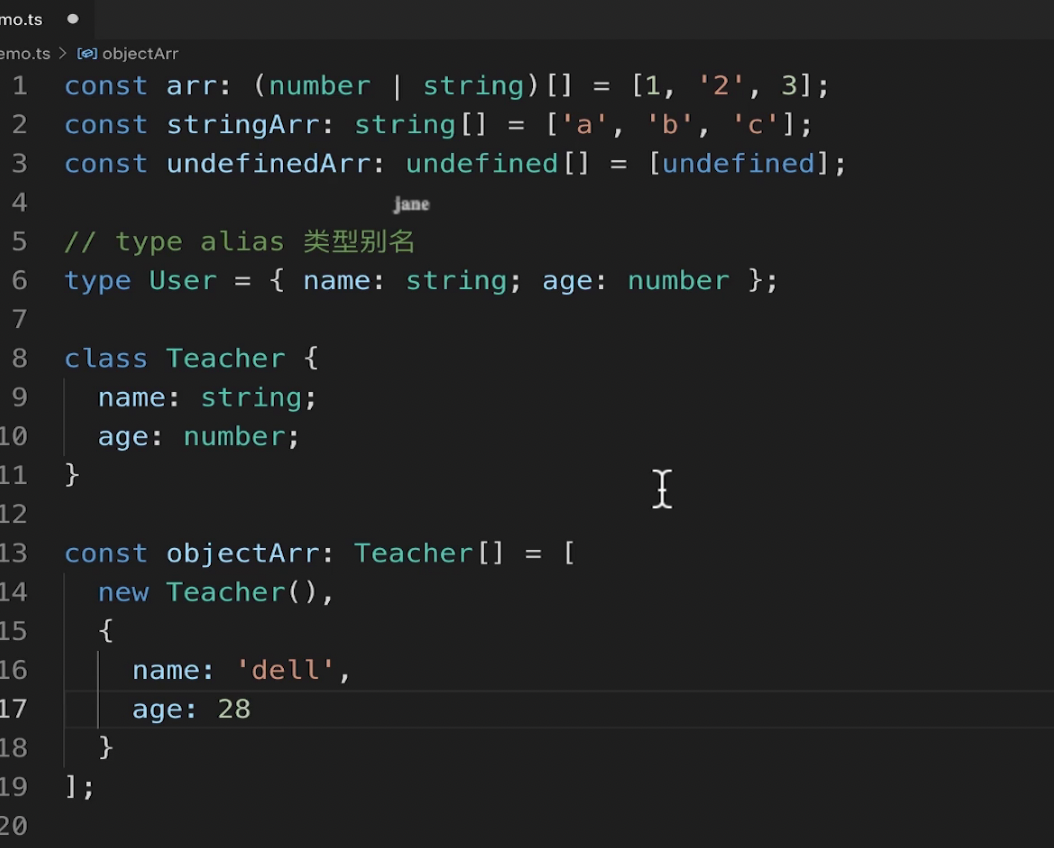 mo.ts ●
emo.ts > objectArr
1 const arr: (number | string)[] = [1, '2', 3];
2 const stringArr: string[] = ['a', 'b', 'c'];
3 const undefinedArr: undefined[] = [undefined];
4
jane
5 // type alias 类型别名
6 type User = { name: string; age: number };
7
8 class Teacher {
9 name: string;
10 age: number;
11 }
12
13 const objectArr: Teacher[] = [
14 new Teacher(),
15 {
16 name: 'dell',
17 age: 28
18 }
19 ];
20